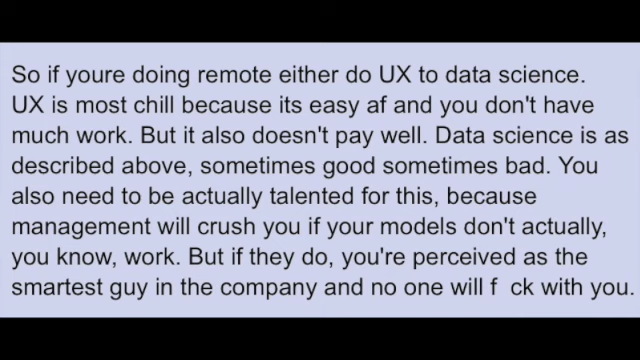 So if youre doing remote either do UX to data science.
UX is most chill because its easy af and you don't have
much work. But it also doesn't pay well. Data science is as
described above, sometimes good sometimes bad. You
also need to be actually talented for this, because
management will crush you if your models don't actually,
you know, work. But if they do, you're perceived as the
smartest guy in the company and no one will f ck with you.